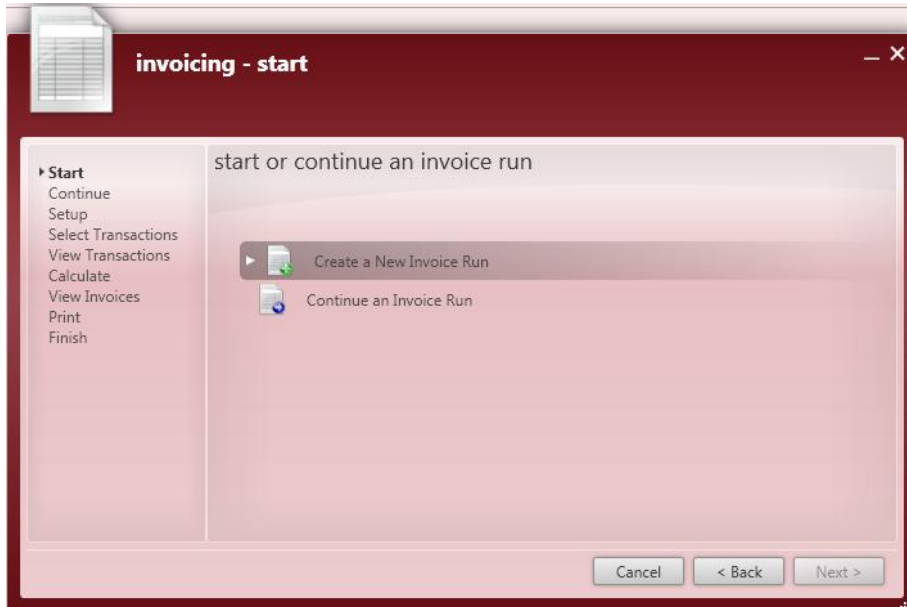 invoicing - start
Start
Continue
Setup
Select Transactions
View Transactions
Calculate
View Invoices
Print
Finish
start or continue an invoice run
Create a New Invoice Run
Continue an Invoice Run
Cancel
< Back
Next >